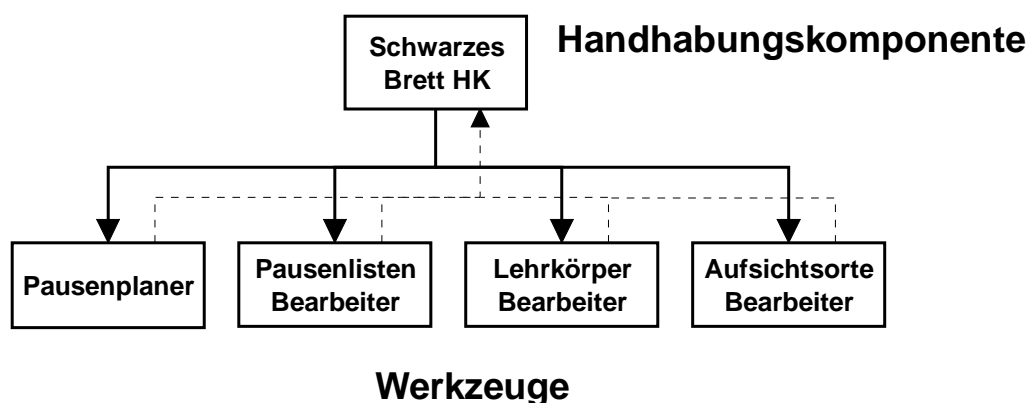 Schwarzes
Brett HK
Handhabungskomponente
Pausenplaner
Pausenlisten
Bearbeiter
Lehrkörper
Bearbeiter
Aufsichtsorte
Bearbeiter
Werkzeuge